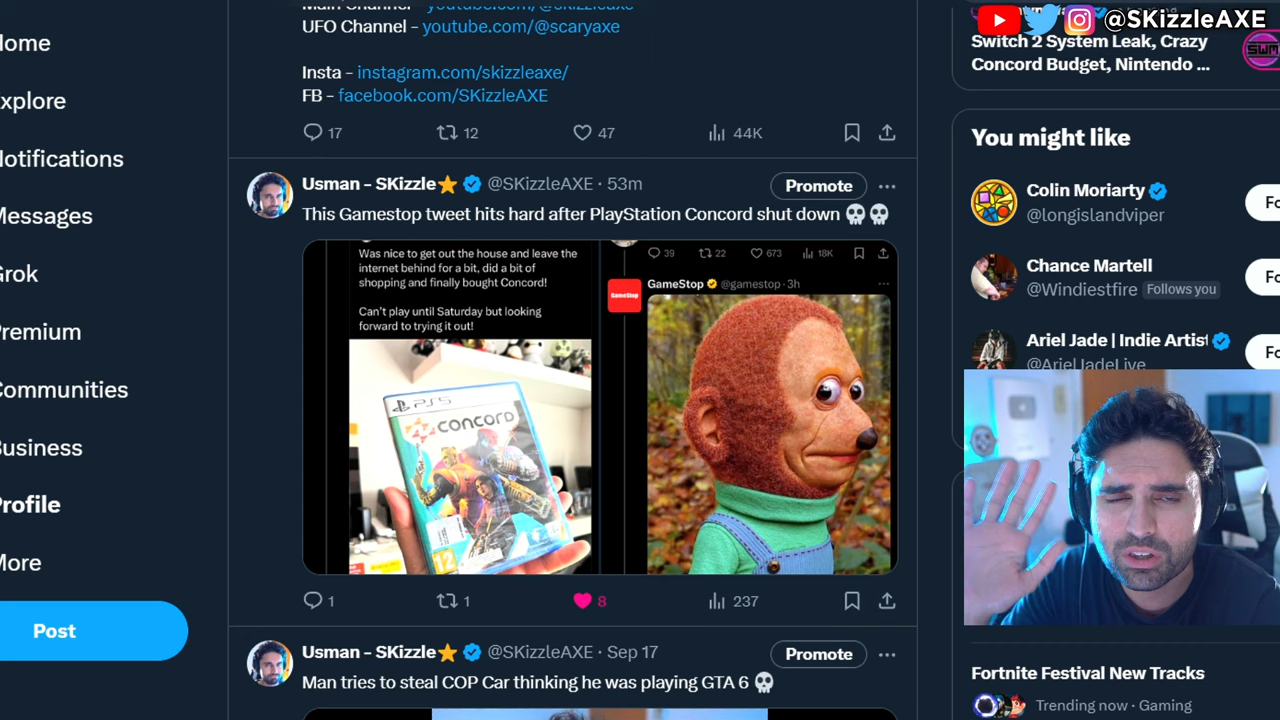 @SKizzleAXE
Home
Explore
Notifications
Messages
Grok
Premium
Communities
Business
Profile
More
Post
Main Channel - youtube.com/@skizzleaxe
UFO Channel - youtube.com/@scaryaxe
Insta - instagram.com/skizzleaxe/
FB - facebook.com/SKizzleAXE
17 12 47 44K
Usman – SKizzle⭐ @SKizzleAXE · 53m
Promote
This Gamestop tweet hits hard after PlayStation Concord shut down 💀💀
Was nice to get out the house and leave the
internet behind for a bit, did a bit of
shopping and finally bought Concord!
Can't play until Saturday but looking
forward to trying it out!
PS5
CONCORD
12
39 22 673 18K
GameStop
GameStop @gamestop · 3h
1 1 8 237
Usman – SKizzle⭐ @SKizzleAXE · Sep 17
Promote
Man tries to steal COP Car thinking he was playing GTA 6 💀
Switch 2 System Leak, Crazy
Concord Budget, Nintendo ...
SWM
You might like
Colin Moriarty
@longislandviper
Fo
Chance Martell
@Windiestfire Follows you
Fo
Ariel Jade | Indie Artist
@ArielJadeLive
Fo
Fortnite Festival New Tracks
Trending now · Gaming